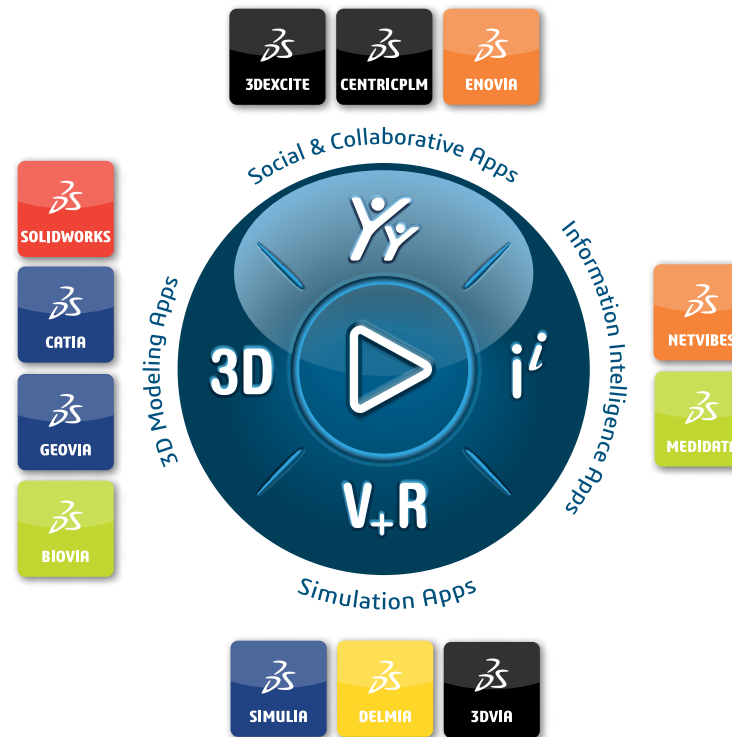 3DEXCITE
CENTRICPLM
ENOVIA
Social & Collaborative Apps
SOLIDWORKS
CATIA
GEOVIA
BIOVIA
3D Modeling Apps
3D
i i
V+R
Information Intelligence Apps
NETVIBES
MEDIDATA
Simulation Apps
SIMULIA
DELMIA
3DVIA